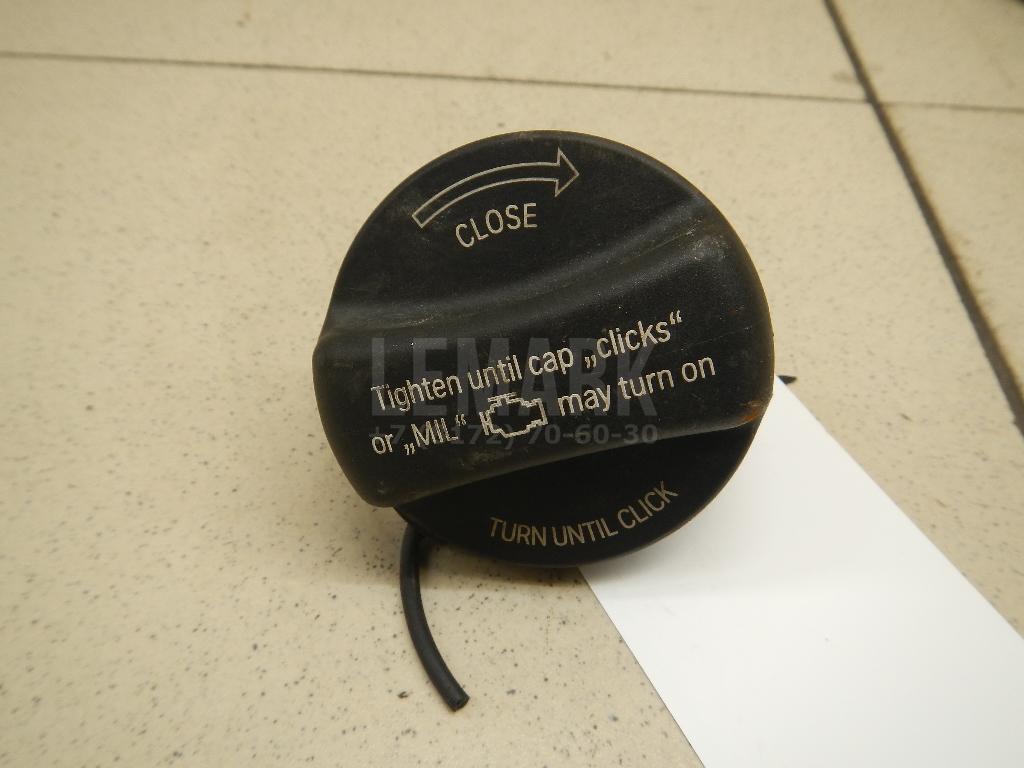 CLOSE
Tighten until cap „clicks“
or „MIL“ may turn on
TURN UNTIL CLICK
LEMARK